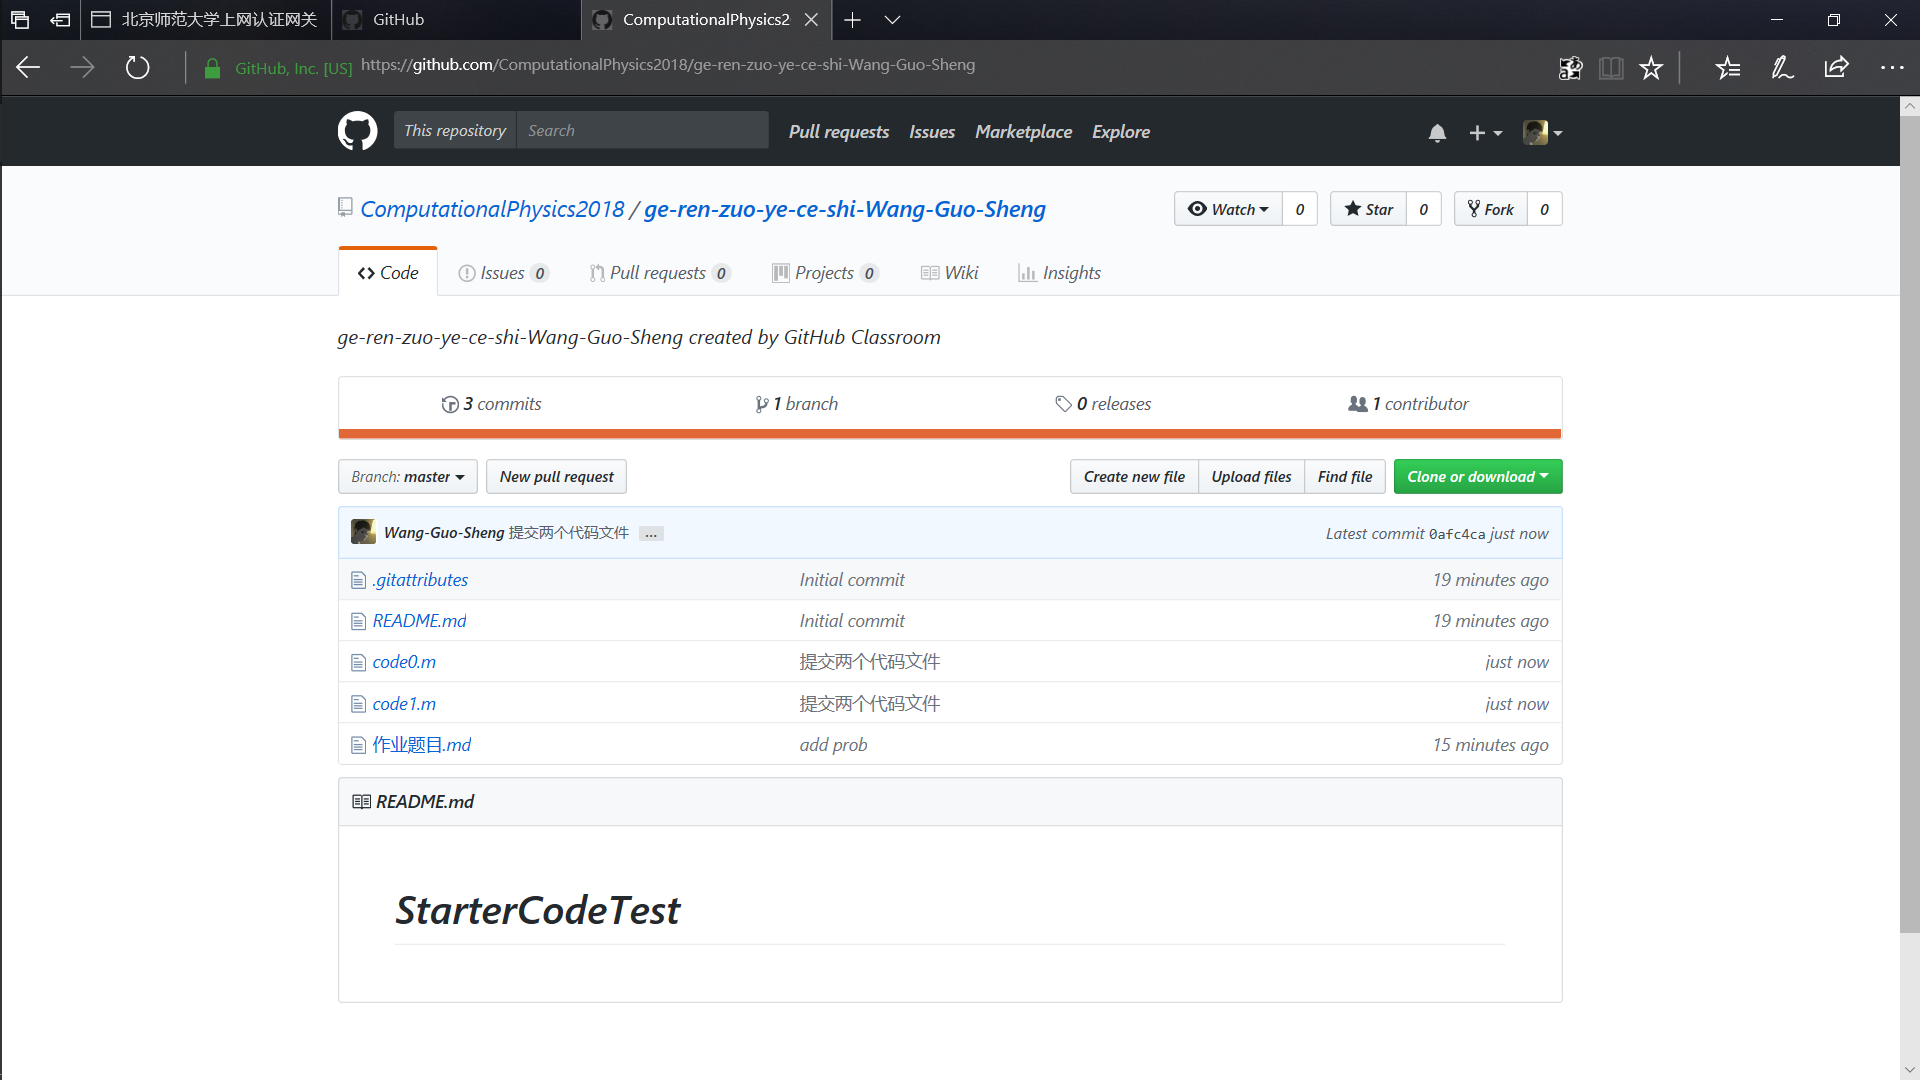 北京师范大学上网认证网关 GitHub ComputationalPhysics2
GitHub, Inc. [US] https://github.com/ComputationalPhysics2018/ge-ren-zuo-ye-ce-shi-Wang-Guo-Sheng
This repository Search Pull requests Issues Marketplace Explore
ComputationalPhysics2018 / ge-ren-zuo-ye-ce-shi-Wang-Guo-Sheng Watch 0 Star 0 Fork 0
Code Issues 0 Pull requests 0 Projects 0 Wiki Insights
ge-ren-zuo-ye-ce-shi-Wang-Guo-Sheng created by GitHub Classroom
3 commits 1 branch 0 releases 1 contributor
Branch: master New pull request Create new file Upload files Find file Clone or download
Wang-Guo-Sheng 提交两个代码文件 ... Latest commit 0afc4ca just now
.gitattributes Initial commit 19 minutes ago
README.md Initial commit 19 minutes ago
code0.m 提交两个代码文件 just now
code1.m 提交两个代码文件 just now
作业题目.md add prob 15 minutes ago
README.md
StarterCodeTest